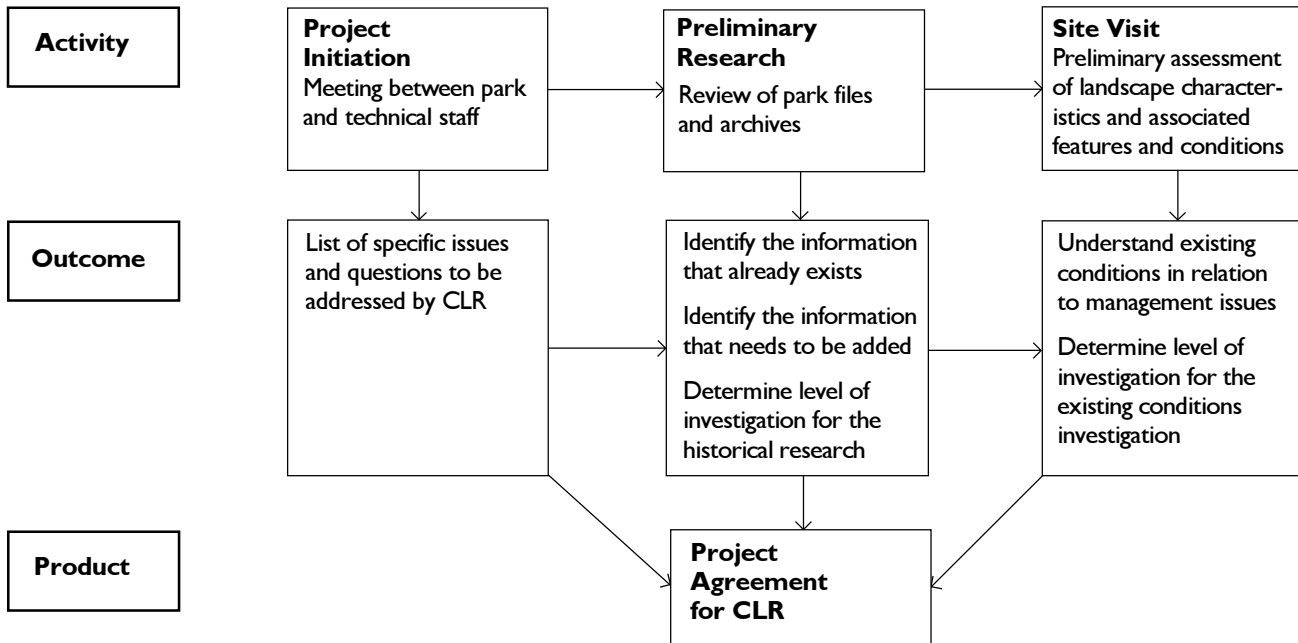 Activity
Project
Initiation
Meeting between park
and technical staff
Preliminary
Research
Review of park files
and archives
Site Visit
Preliminary assessment
of landscape character-
istics and associated
features and conditions
Outcome
List of specific issues
and questions to be
addressed by CLR
Identify the information
that already exists
Identify the information
that needs to be added
Determine level of
investigation for the
historical research
Understand existing
conditions in relation
to management issues
Determine level of
investigation for the
existing conditions
investigation
Product
Project
Agreement
for CLR